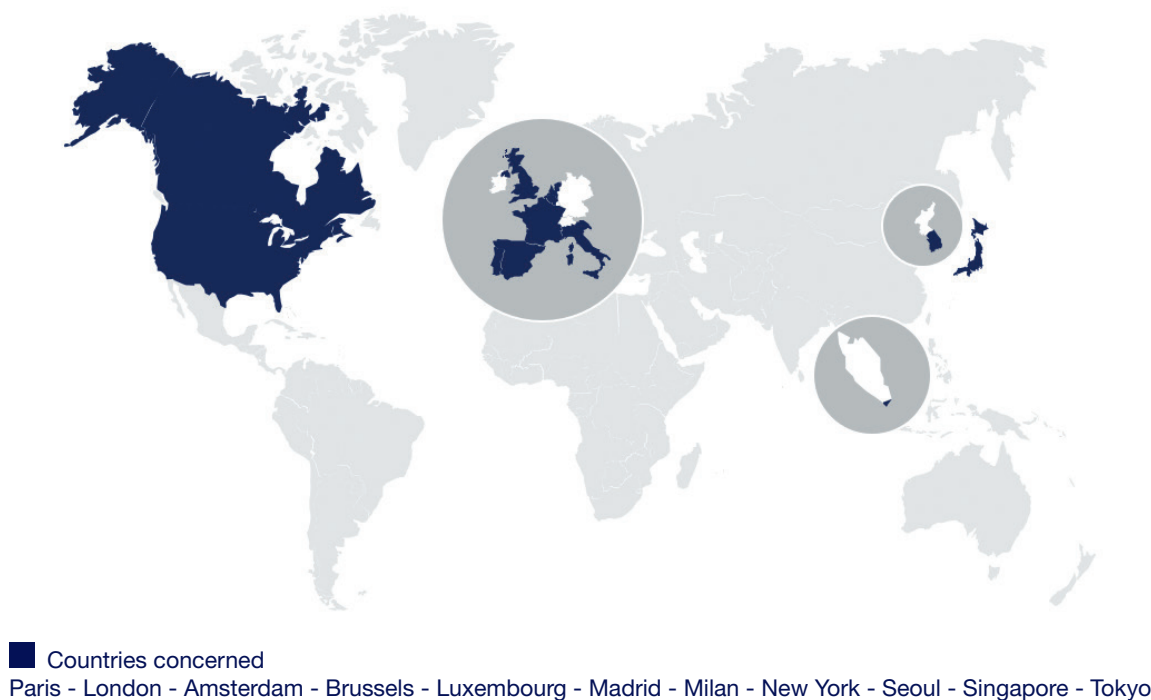 Countries concerned
Paris - London - Amsterdam - Brussels - Luxembourg - Madrid - Milan - New York - Seoul - Singapore - Tokyo